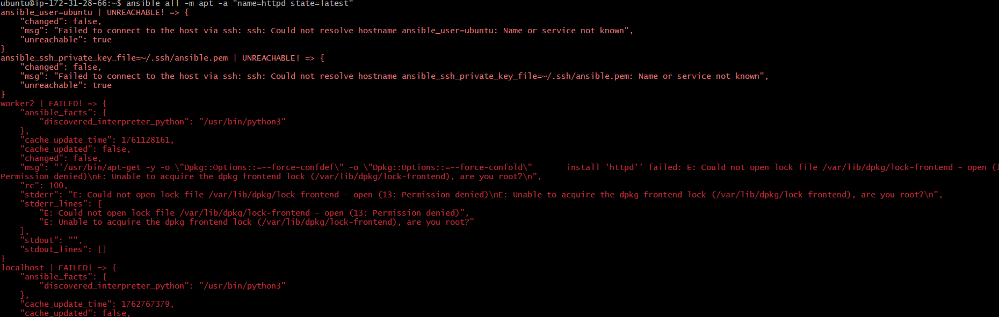 ubuntu@ip-172-31-28-66:~$ ansible all -m apt -a "name=httpd state=latest"
ansible_user=ubuntu | UNREACHABLE! => {
    "changed": false,
    "msg": "Failed to connect to the host via ssh: ssh: Could not resolve hostname ansible_user=ubuntu: Name or service not known",
    "unreachable": true
}
ansible_ssh_private_key_file=~/.ssh/ansible.pem | UNREACHABLE! => {
    "changed": false,
    "msg": "Failed to connect to the host via ssh: ssh: Could not resolve hostname ansible_ssh_private_key_file=~/.ssh/ansible.pem: Name or service not known",
    "unreachable": true
}
worker2 | FAILED! => {
    "ansible_facts": {
        "discovered_interpreter_python": "/usr/bin/python3"
    },
    "cache_update_time": 1761128161,
    "cache_updated": false,
    "changed": false,
    "msg": "'/usr/bin/apt-get -y -o \"Dpkg::Options::=--force-confdef\" -o \"Dpkg::Options::=--force-confold\"       install 'httpd'' failed: E: Could not open lock file /var/lib/dpkg/lock-frontend - open (
Permission denied)\nE: Unable to acquire the dpkg frontend lock (/var/lib/dpkg/lock-frontend), are you root?\n",
    "rc": 100,
    "stderr": "E: Could not open lock file /var/lib/dpkg/lock-frontend - open (13: Permission denied)\nE: Unable to acquire the dpkg frontend lock (/var/lib/dpkg/lock-frontend), are you root?\n",
    "stderr_lines": [
        "E: Could not open lock file /var/lib/dpkg/lock-frontend - open (13: Permission denied)",
        "E: Unable to acquire the dpkg frontend lock (/var/lib/dpkg/lock-frontend), are you root?"
    ],
    "stdout": "",
    "stdout_lines": []
}
localhost | FAILED! => {
    "ansible_facts": {
        "discovered_interpreter_python": "/usr/bin/python3"
    },
    "cache_update_time": 1762767379,
    "cache_updated": false,